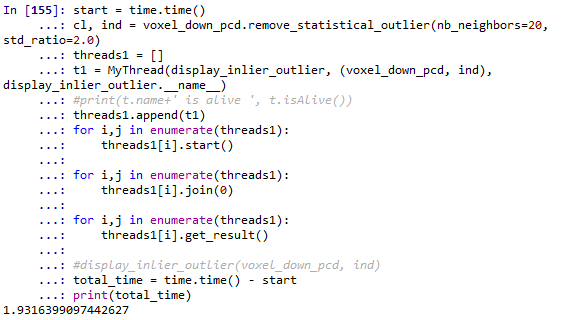 In [155]: start = time.time()
...: cl, ind = voxel_down_pcd.remove_statistical_outlier(nb_neighbors=20,
std_ratio=2.0)
...: threads1 = []
...: t1 = MyThread(display_inlier_outlier, (voxel_down_pcd, ind),
display_inlier_outlier.__name__)
...: #print(t.name+' is alive ', t.isAlive())
...: threads1.append(t1)
...: for i,j in enumerate(threads1):
...:     threads1[i].start()
...:
...: for i,j in enumerate(threads1):
...:     threads1[i].join(0)
...:
...: for i,j in enumerate(threads1):
...:     threads1[i].get_result()
...:
...: #display_inlier_outlier(voxel_down_pcd, ind)
...: total_time = time.time() - start
...: print(total_time)
1.9316399097442627